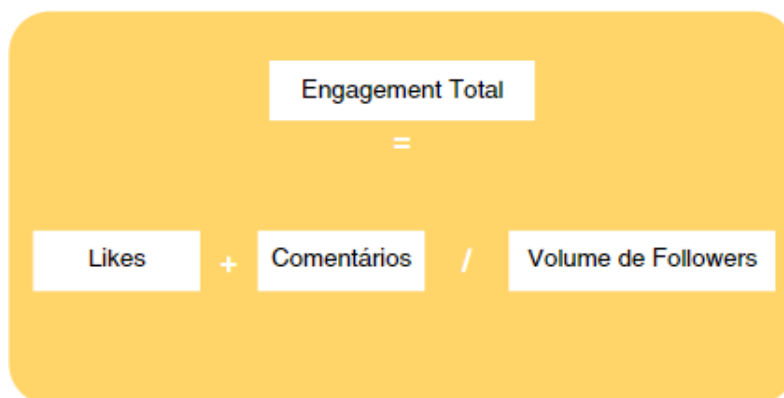 Engagement Total
=
Likes + Comentários / Volume de Followers